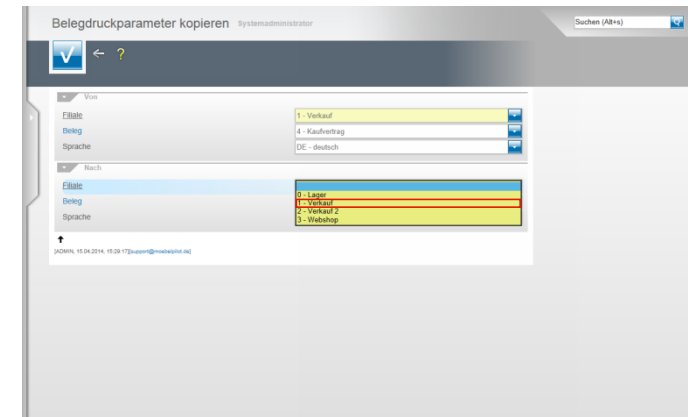 Belegdruckparameter kopieren Systemadministrator
Suchen (Alt+s)
?
Von
Filiale 1 - Verkauf
Beleg 4 - Kaufvertrag
Sprache DE - deutsch
Nach
Filiale
0 - Lager
Beleg 1 - Verkauf
2 - Verkauf 2
Sprache 3 - Webshop
[ADMIN, 15.04.2014, 15:29:17][support@moebelpilot.de]